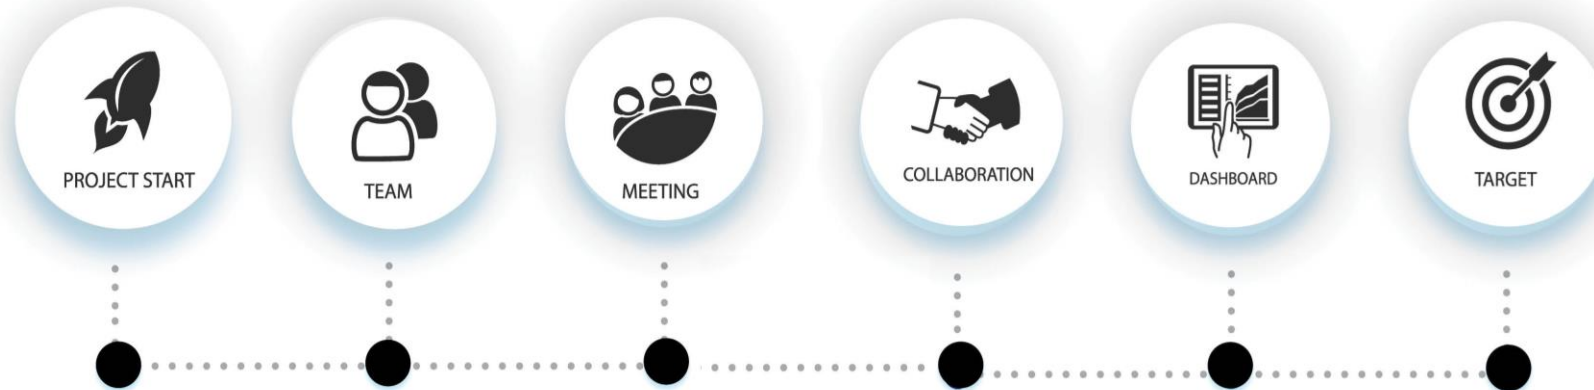 PROJECT START
TEAM
MEETING
COLLABORATION
DASHBOARD
TARGET